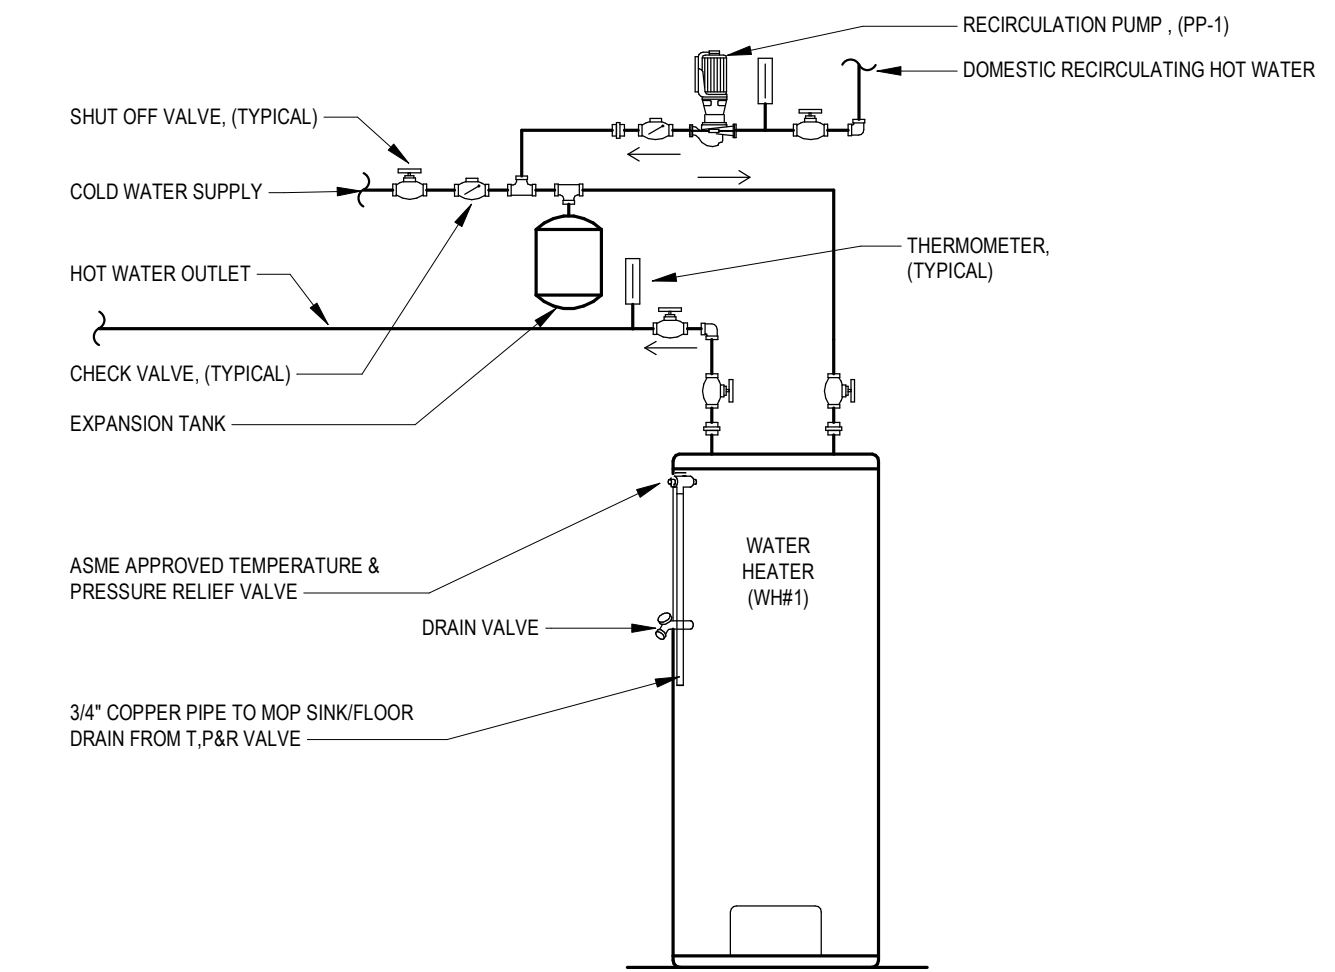 RECIRCULATION PUMP , (PP-1)
DOMESTIC RECIRCULATING HOT WATER
SHUT OFF VALVE, (TYPICAL)
COLD WATER SUPPLY
THERMOMETER,
(TYPICAL)
HOT WATER OUTLET
CHECK VALVE, (TYPICAL)
EXPANSION TANK
WATER
HEATER
(WH#1)
ASME APPROVED TEMPERATURE &
PRESSURE RELIEF VALVE
DRAIN VALVE
3/4" COPPER PIPE TO MOP SINK/FLOOR
DRAIN FROM T,P&R VALVE